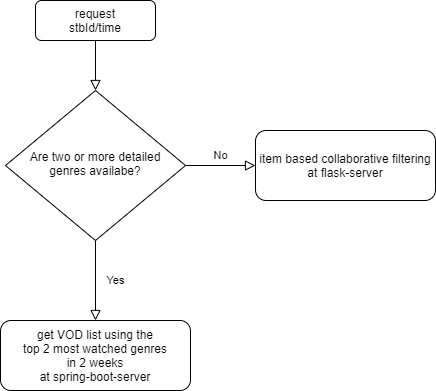 request
stbId/time
Are two or more detailed
genres availabe?
No
item based collaborative filtering
at flask-server
Yes
get VOD list using the
top 2 most watched genres
in 2 weeks
at spring-boot-server